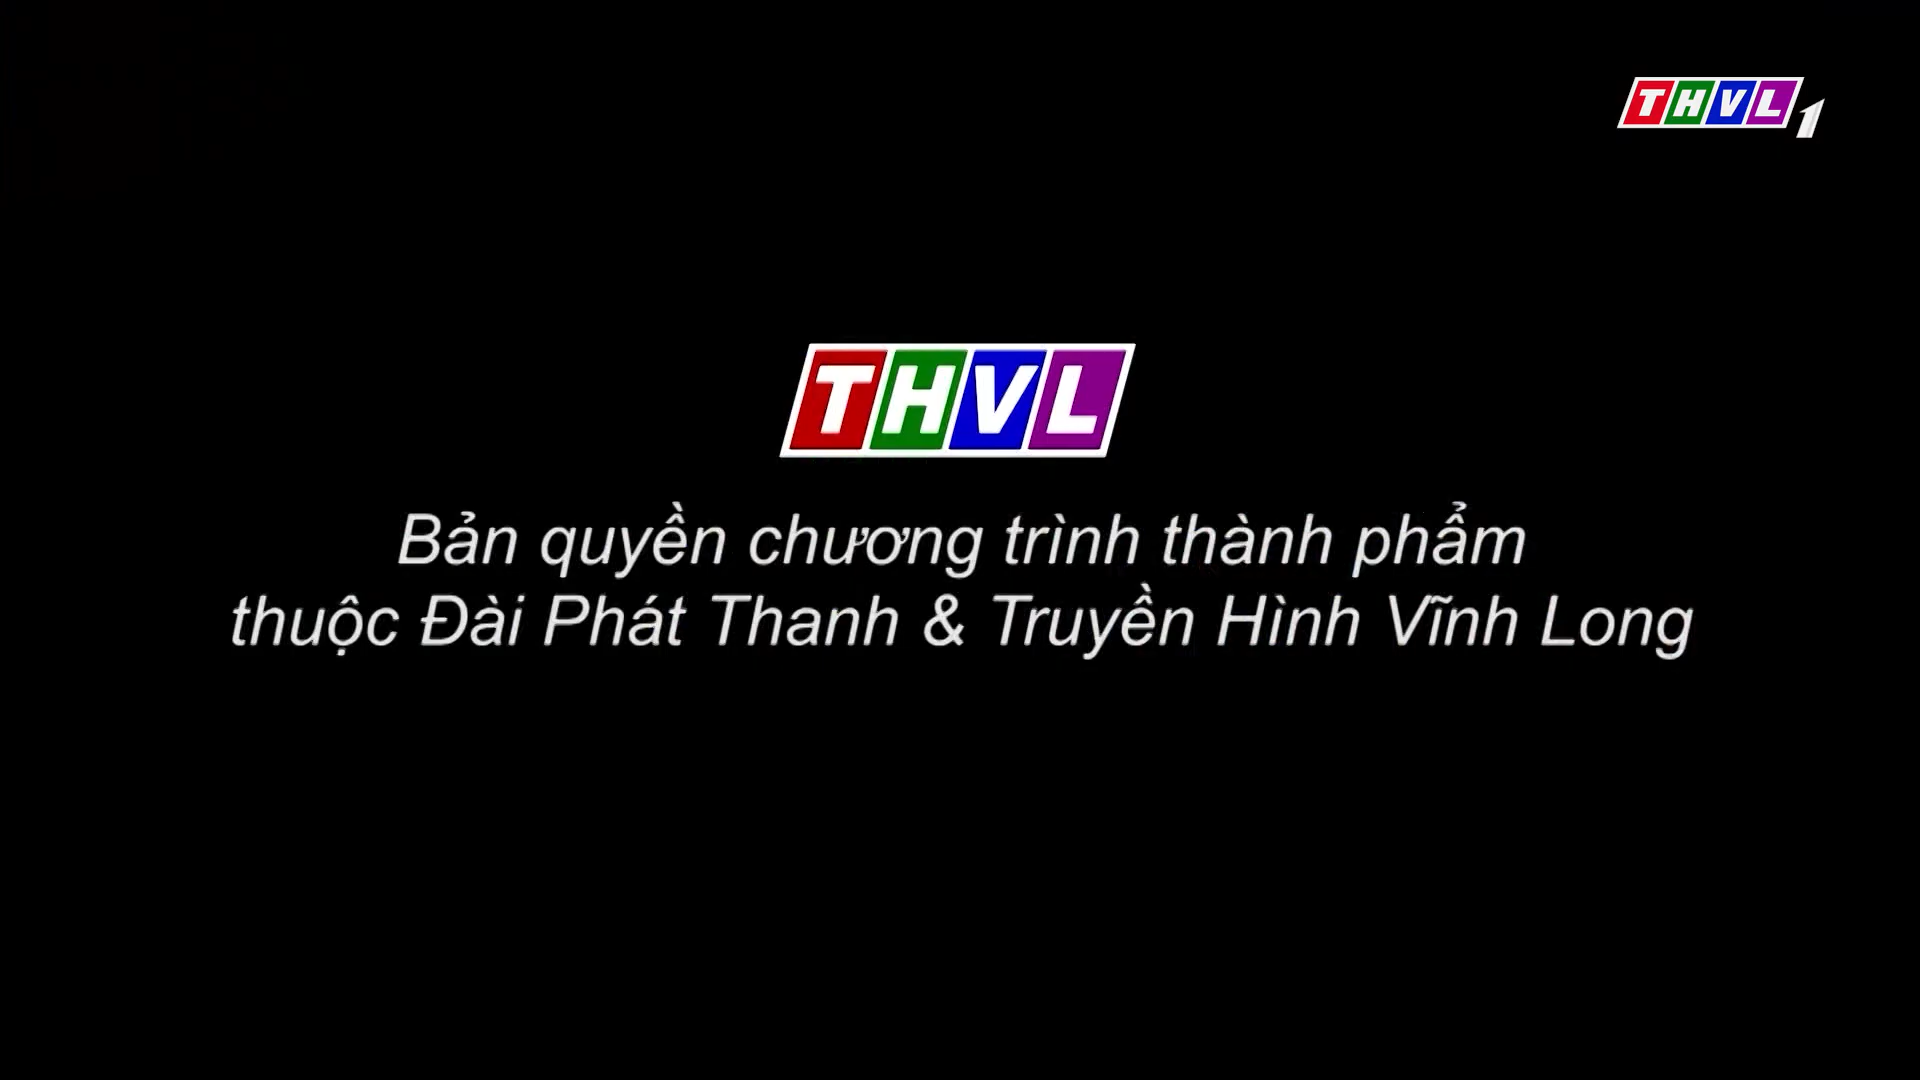 THVL1
THVL
Bản quyền chương trình thành phẩm
thuộc Đài Phát Thanh & Truyền Hình Vĩnh Long